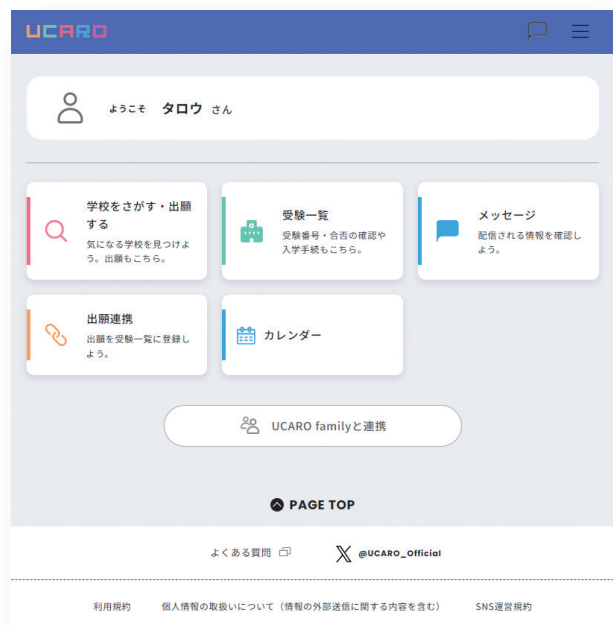 UCARO
ようこそ タロウ さん
学校をさがす・出願
する
気になる学校を見つけよ
う。出願もこちら。
受験一覧
受験番号・合否の確認や
入学手続もこちら。
メッセージ
配信される情報を確認し
よう。
出願連携
出願を受験一覧に登録し
よう。
カレンダー
UCARO familyと連携
PAGE TOP
よくある質問 @UCARO_Official
利用規約 個人情報の取扱いについて（情報の外部送信に関する内容を含む） SNS運営規約